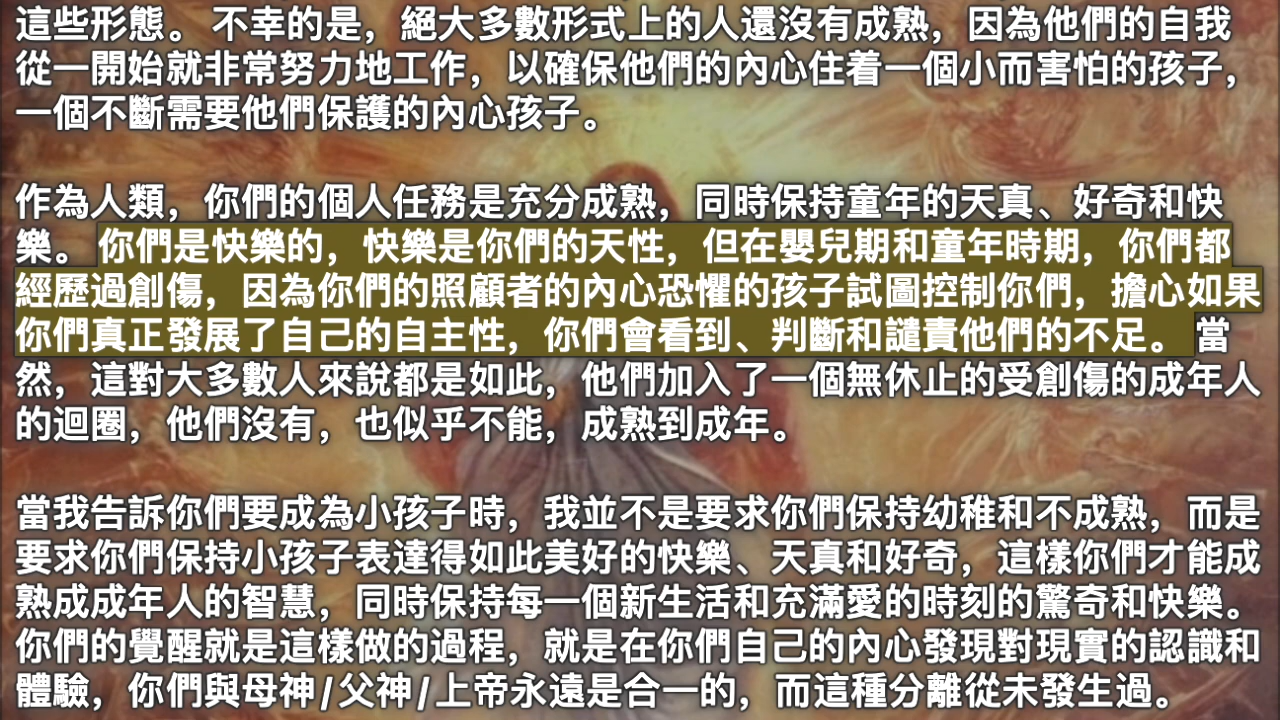 這些形態。 不幸的是，絕大多數形式上的人還沒有成熟，因為他們的自我
從一開始就非常努力地工作，以確保他們的內心住着一個小而害怕的孩子，
一個不斷需要他們保護的內心孩子。
作為人類，你們的個人任務是充分成熟，同時保持童年的天真、好奇和快
樂。 你們是快樂的，快樂是你們的天性，但在嬰兒期和童年時期，你們都
經歷過創傷，因為你們的照顧者的內心恐懼的孩子試圖控制你們，擔心如果
你們真正發展了自己的自主性，你們會看到、判斷和譴責他們的不足。 當
然，這對大多數人來說都是如此，他們加入了一個無休止的受創傷的成年人
的迴圈，他們沒有，也似乎不能，成熟到成年。
當我告訴你們要成為小孩子時，我並不是要求你們保持幼稚和不成熟，而是
要求你們保持小孩子表達得如此美好的快樂、天真和好奇，這樣你們才能成
熟成成年人的智慧，同時保持每一個新生活和充滿愛的時刻的驚奇和快樂。
你們的覺醒就是這樣做的過程，就是在你們自己的內心發現對現實的認識和
體驗，你們與母神/父神/上帝永遠是合一的，而這種分離從未發生過。